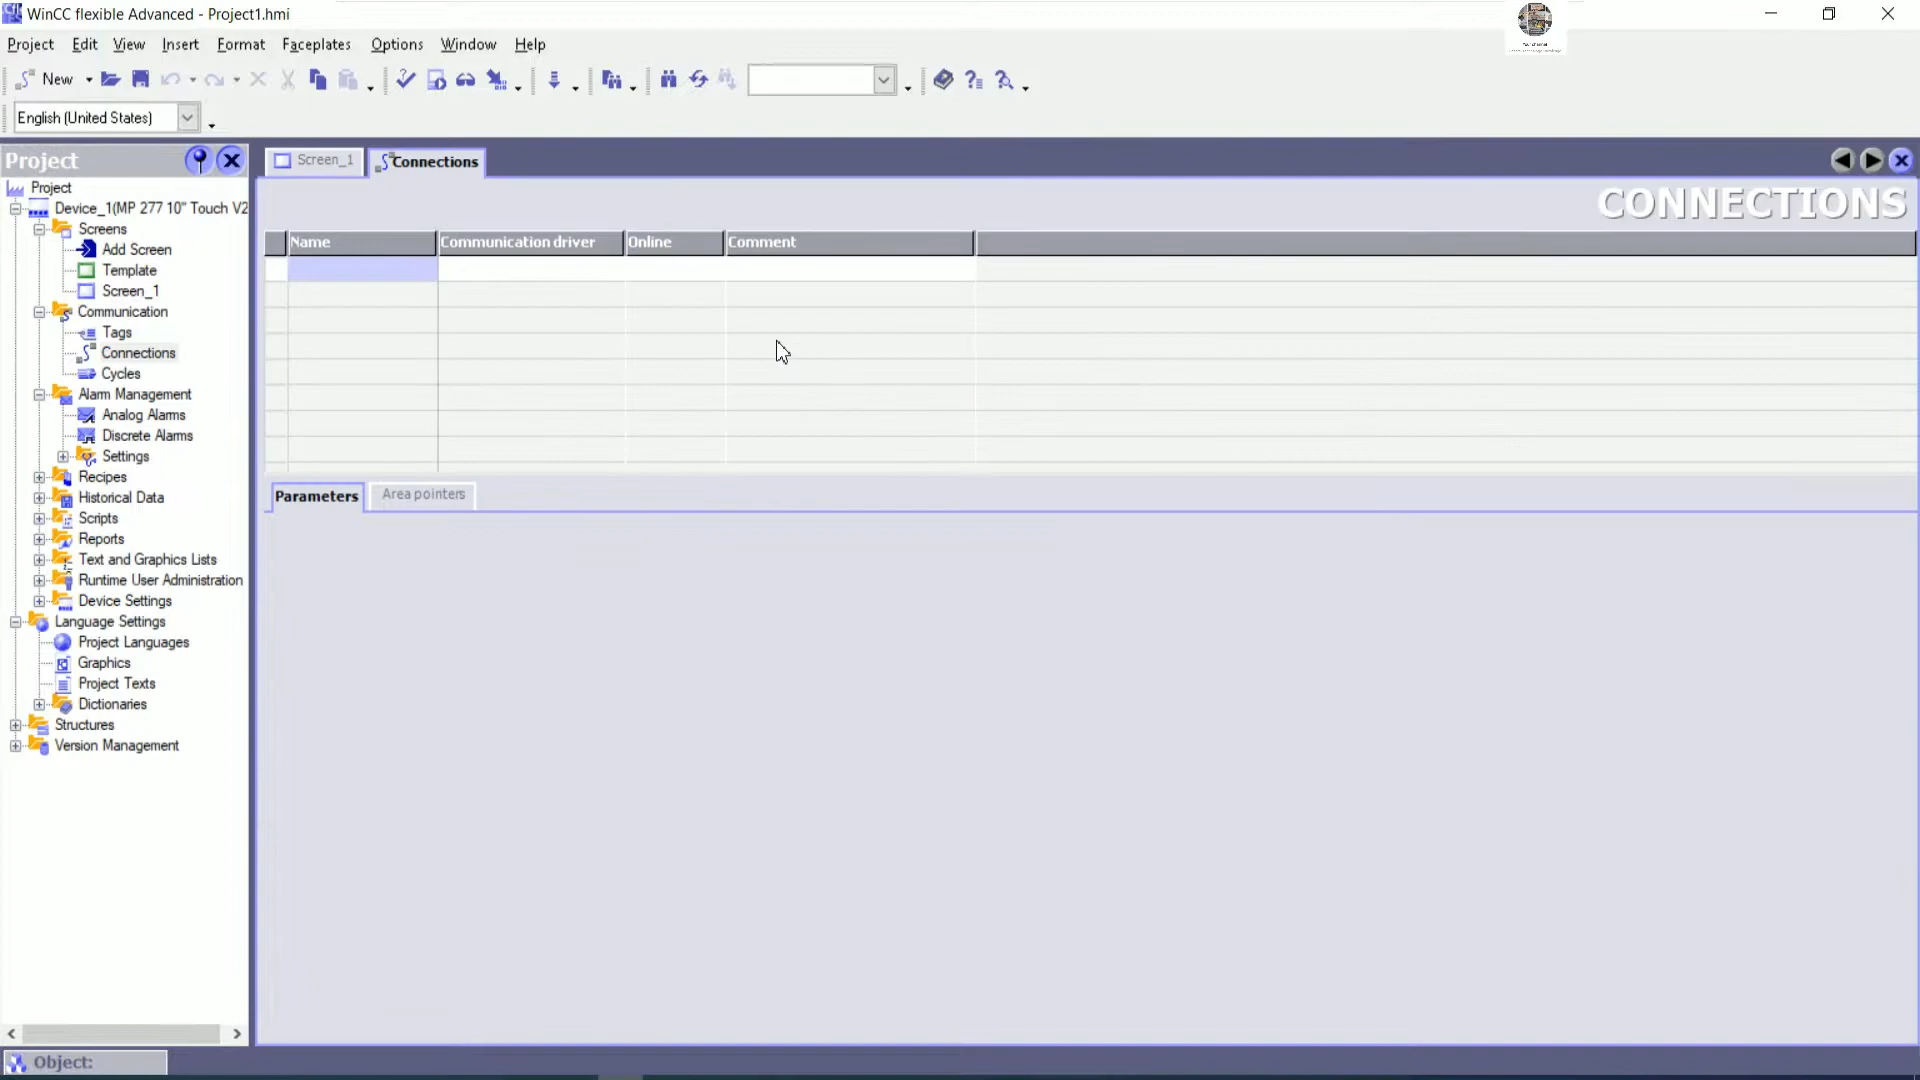 WinCC flexible Advanced - Project1.hmi
Project Edit View Insert Format Faceplates Options Window Help
New
English (United States)
Project
Project
Device_1(MP 277 10" Touch V2
Screens
Add Screen
Template
Screen_1
Communication
Tags
Connections
Cycles
Alarm Management
Analog Alarms
Discrete Alarms
Settings
Recipes
Historical Data
Scripts
Reports
Text and Graphics Lists
Runtime User Administration
Device Settings
Language Settings
Project Languages
Graphics
Project Texts
Dictionaries
Structures
Version Management
Screen_1 Connections
CONNECTIONS
Name Communication driver Online Comment
Parameters Area pointers
Object: